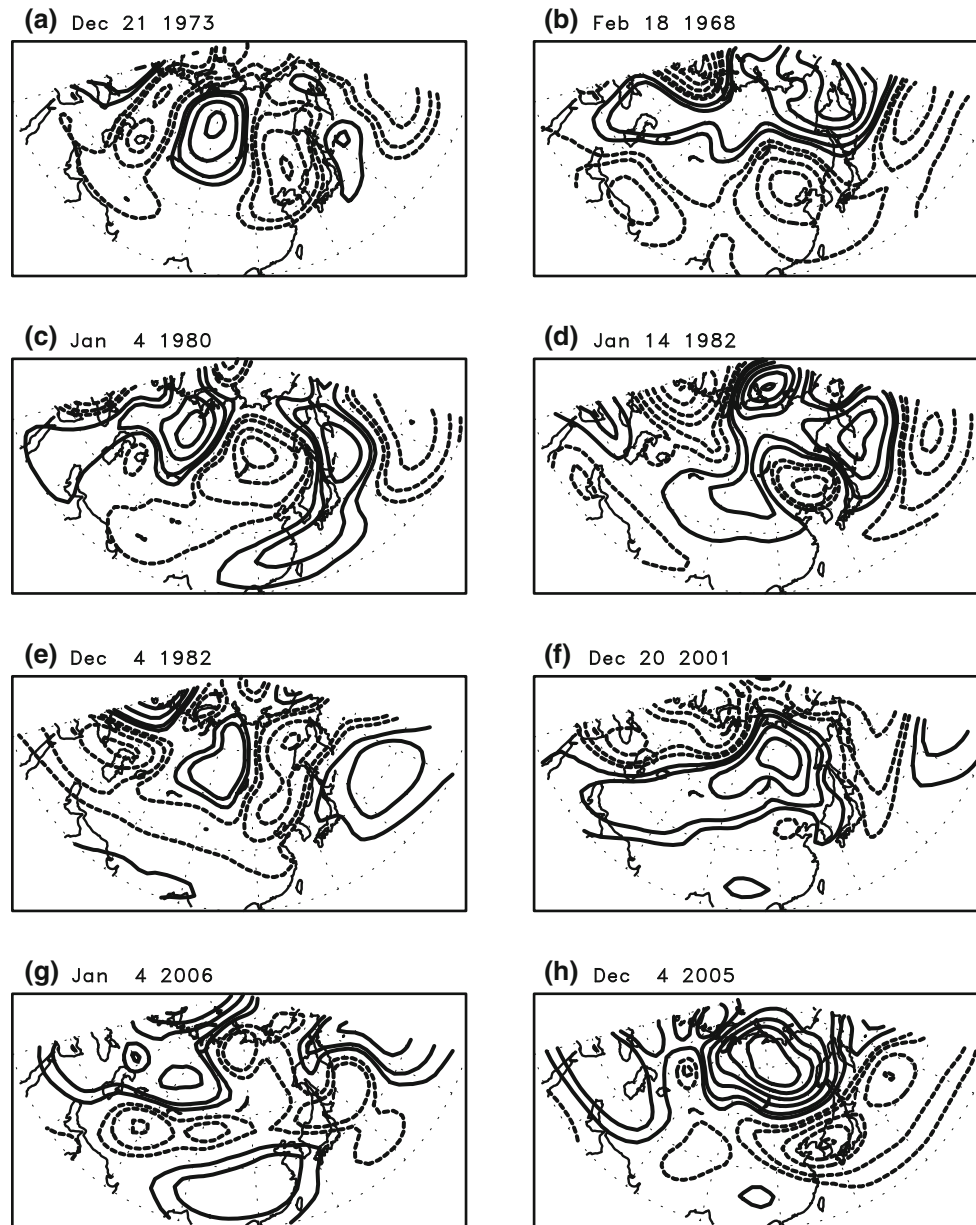 (a) Dec 21 1973
(b) Feb 18 1968
(c) Jan 4 1980
(d) Jan 14 1982
(e) Dec 4 1982
(f) Dec 20 2001
(g) Jan 4 2006
(h) Dec 4 2005